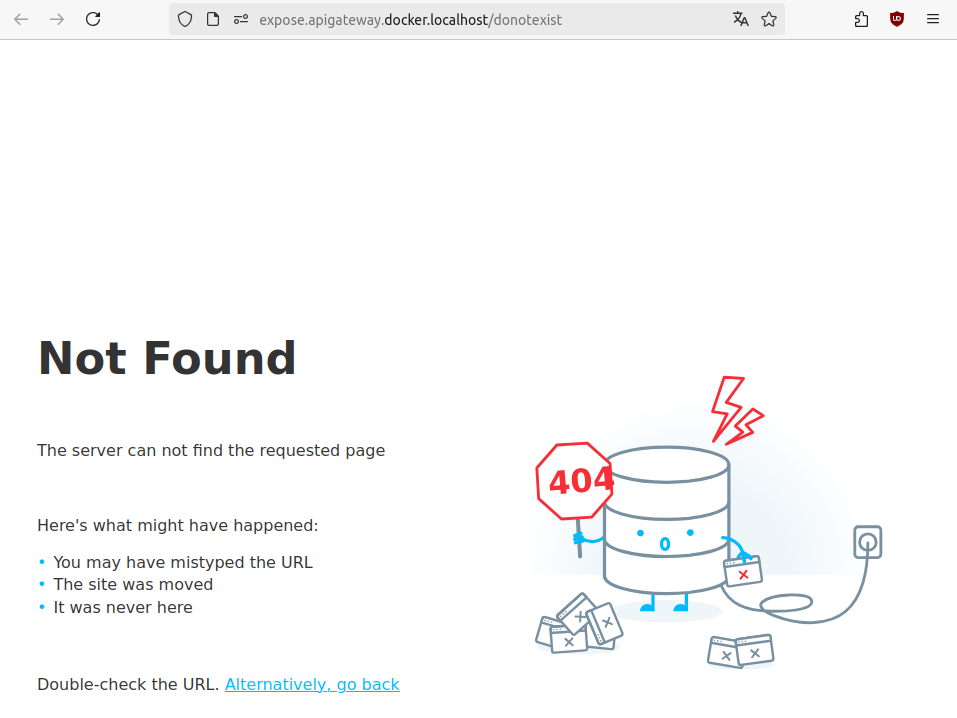 expose.apigateway.docker.localhost/donotexist
Not Found
The server can not find the requested page
404
Here's what might have happened:
• You may have mistyped the URL
• The site was moved
• It was never here
Double-check the URL. Alternatively, go back